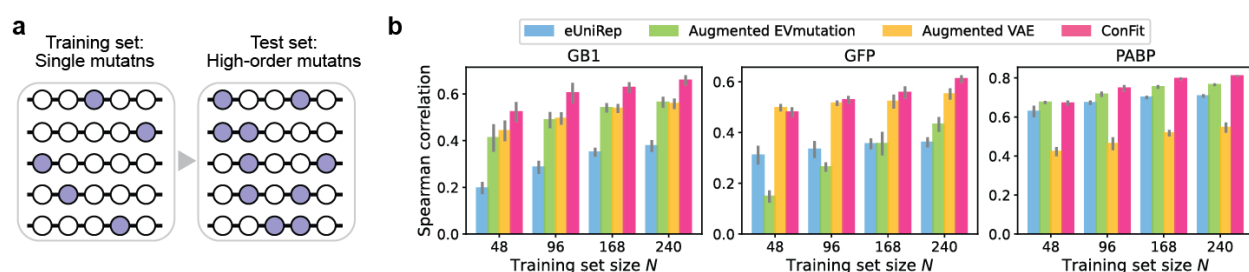 a
Training set:
Single mutatns
Test set:
High-order mutatns
b
eUniRep
Augmented EVmutation
Augmented VAE
ConFit
GB1
GFP
PABP
Spearman correlation
0.6
0.4
0.2
0.0
48 96 168 240
Training set size N
0.6
0.4
0.2
0.0
48 96 168 240
Training set size N
0.8
0.6
0.4
0.2
0.0
48 96 168 240
Training set size N